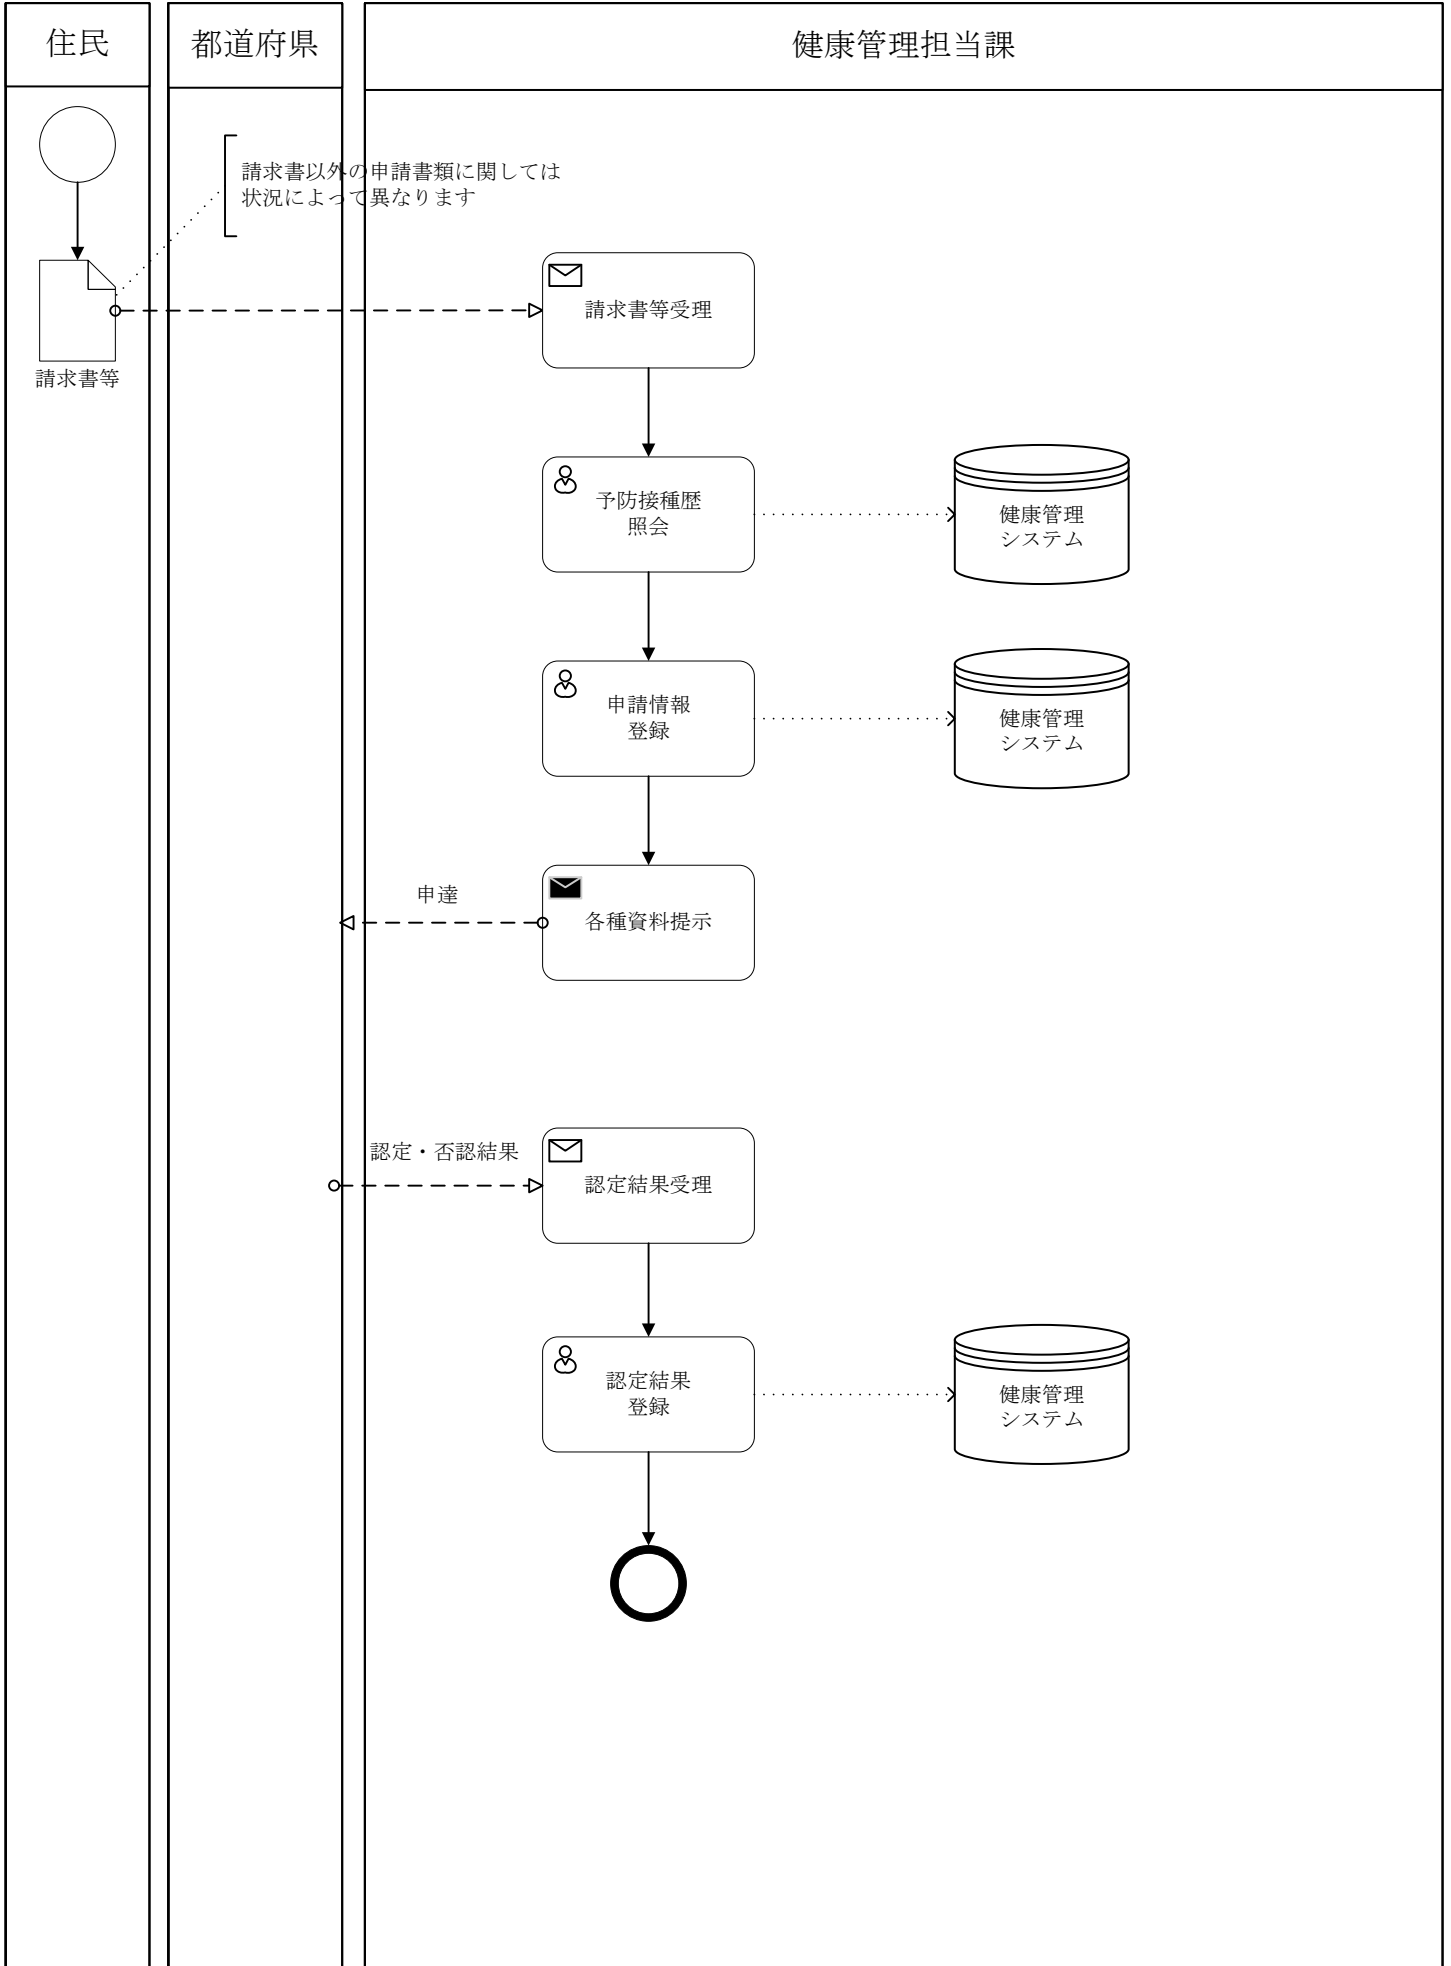 住民
都道府県
健康管理担当課
請求書以外の申請書類に関しては
状況によって異なります
請求書等受理
請求書等
予防接種歴
照会
健康管理
システム
申請情報
登録
健康管理
システム
申達
各種資料提示
認定・否認結果
認定結果受理
認定結果
登録
健康管理
システム